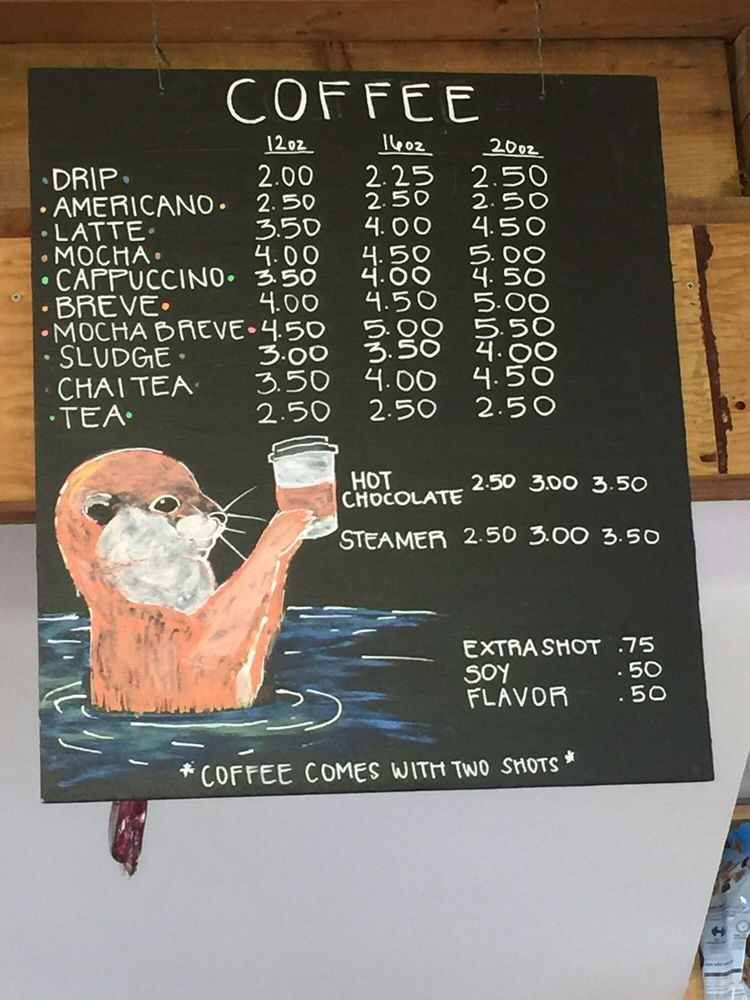 COFFEE
12oz 16oz 20oz
DRIP 2.00 2.25 2.50
AMERICANO 2.50 2.50 2.50
LATTE 3.50 4.00 4.50
MOCHA 4.00 4.50 5.00
CAPPUCCINO 3.50 4.00 4.50
BREVE 4.00 4.50 5.00
MOCHA BREVE 4.50 5.00 5.50
SLUDGE 3.00 3.50 4.00
CHAI TEA 3.50 4.00 4.50
TEA 2.50 2.50 2.50
HOT
CHOCOLATE 2.50 3.00 3.50
STEAMER 2.50 3.00 3.50
EXTRA SHOT .75
SOY .50
FLAVOR .50
*COFFEE COMES WITH TWO SHOTS*